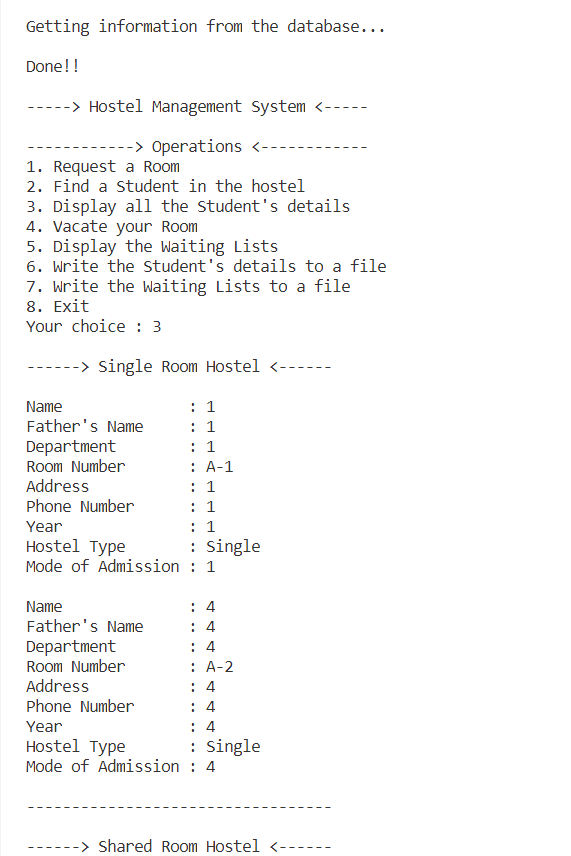 Getting information from the database...
Done!!
-----> Hostel Management System <-----
------------> Operations <------------
1. Request a Room
2. Find a Student in the hostel
3. Display all the Student's details
4. Vacate your Room
5. Display the Waiting Lists
6. Write the Student's details to a file
7. Write the Waiting Lists to a file
8. Exit
Your choice : 3
------> Single Room Hostel <------
Name              : 1
Father's Name     : 1
Department        : 1
Room Number       : A-1
Address           : 1
Phone Number      : 1
Year              : 1
Hostel Type       : Single
Mode of Admission : 1
Name              : 4
Father's Name     : 4
Department        : 4
Room Number       : A-2
Address           : 4
Phone Number      : 4
Year              : 4
Hostel Type       : Single
Mode of Admission : 4
----------------------------------
------> Shared Room Hostel <------